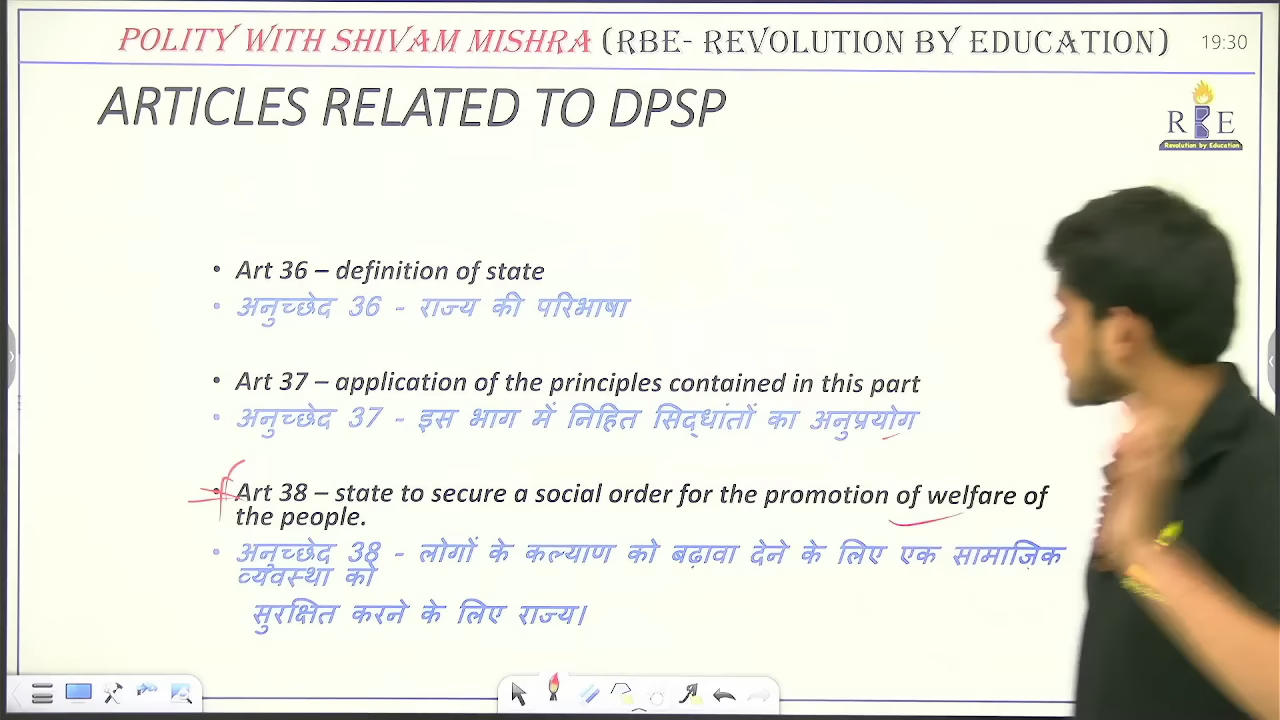 POLITY WITH SHIVAM MISHRA (RBE- REVOLUTION BY EDUCATION)
19:30
ARTICLES RELATED TO DPSP
R B E
Revolution by Education
• Art 36 – definition of state
• अनुच्छेद 36 - राज्य की परिभाषा
• Art 37 – application of the principles contained in this part
• अनुच्छेद 37 - इस भाग में निहित सिद्धांतों का अनुप्रयोग
• Art 38 – state to secure a social order for the promotion of welfare of
the people.
• अनुच्छेद 38 - लोगों के कल्याण को बढ़ावा देने के लिए एक सामाजिक
व्यवस्था को
सुरक्षित करने के लिए राज्य।